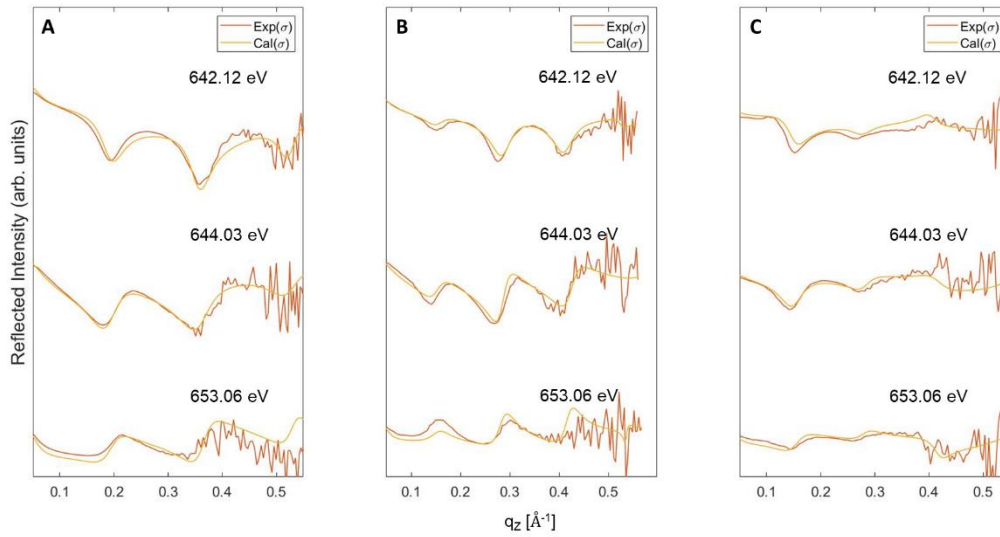 A
Exp(σ)
Cal(σ)
642.12 eV
644.03 eV
653.06 eV
0.1 0.2 0.3 0.4 0.5
B
Exp(σ)
Cal(σ)
642.12 eV
644.03 eV
653.06 eV
0.1 0.2 0.3 0.4 0.5
C
Exp(σ)
Cal(σ)
642.12 eV
644.03 eV
653.06 eV
0.1 0.2 0.3 0.4 0.5
Reflected Intensity (arb. units)
qz [Å-1]